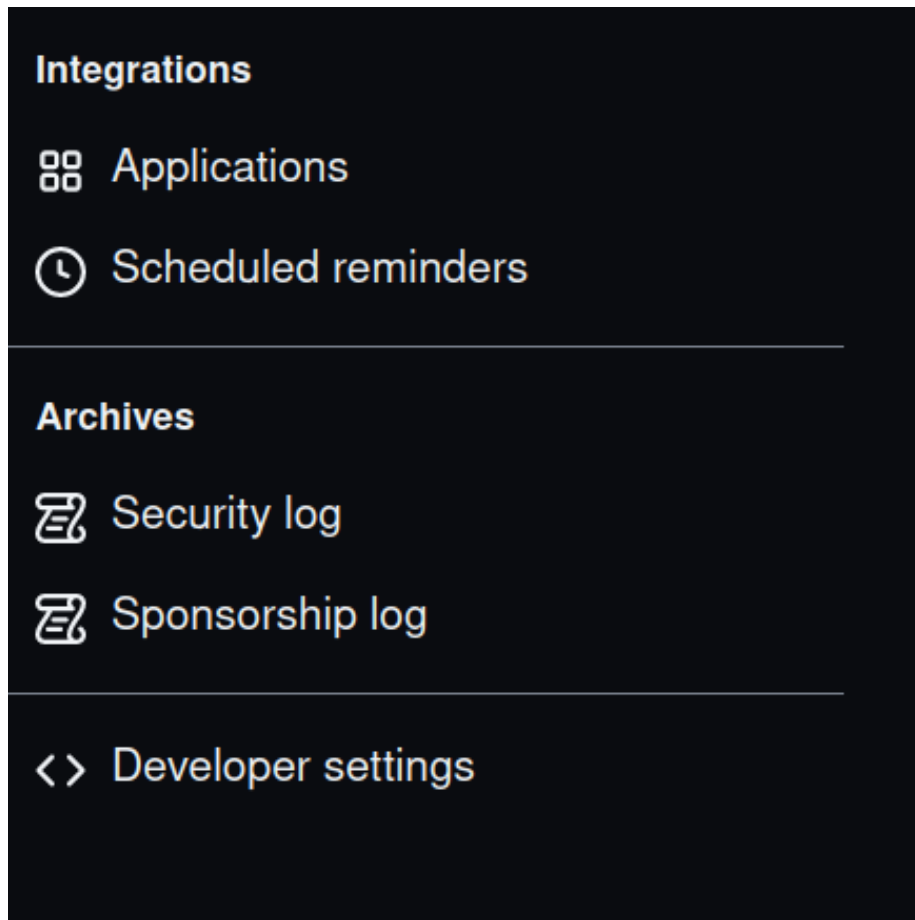 Integrations
Applications
Scheduled reminders
Archives
Security log
Sponsorship log
Developer settings